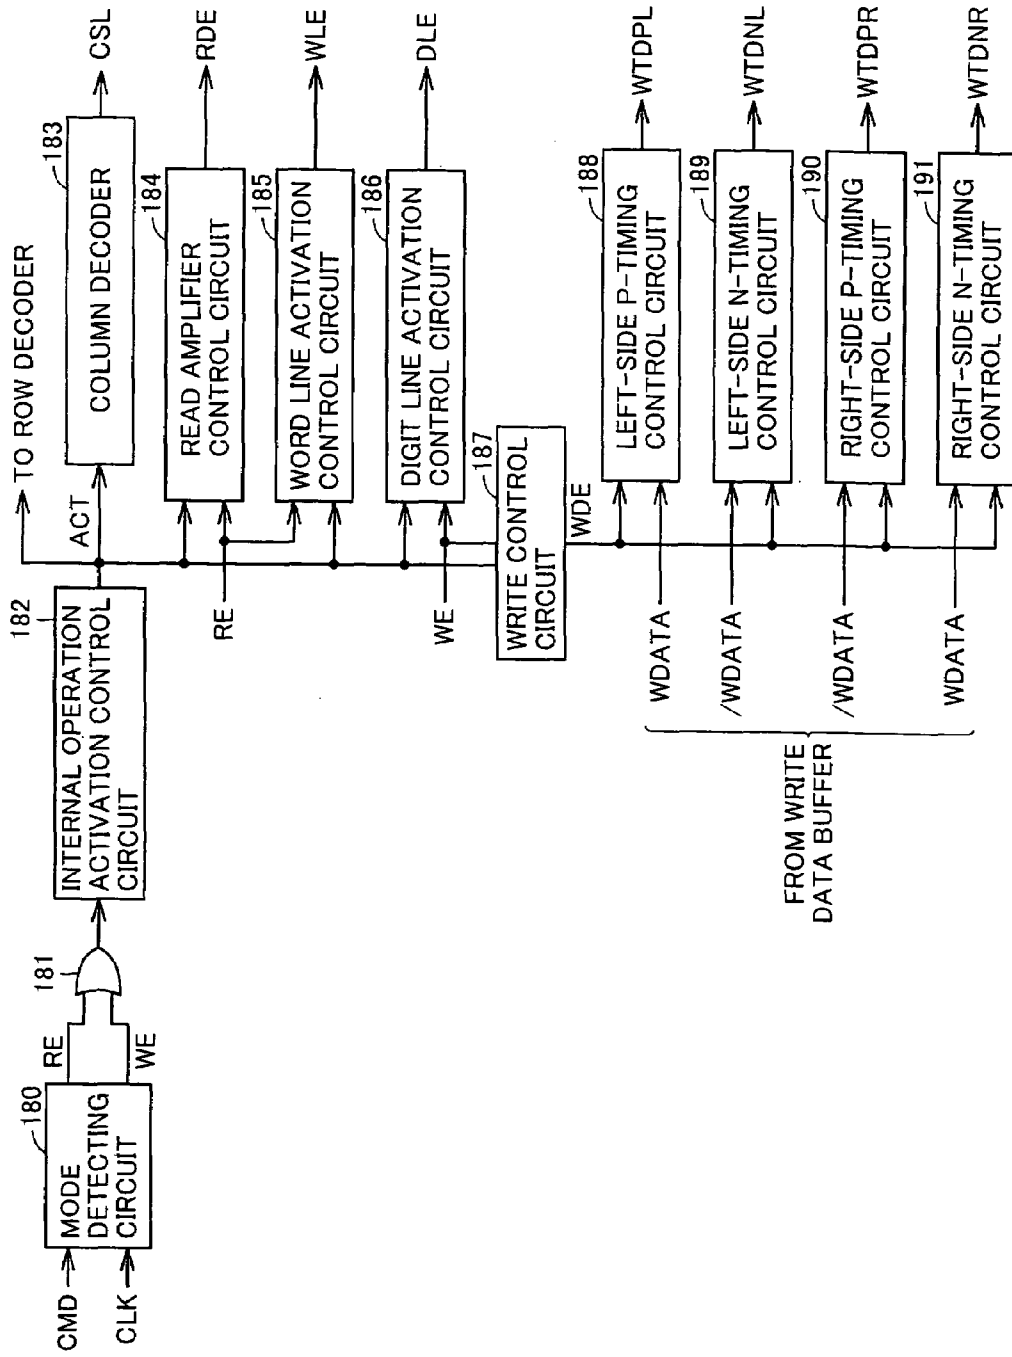 TO ROW DECODER
183
COLUMN DECODER
CSL
ACT
184
READ AMPLIFIER
CONTROL CIRCUIT
RDE
RE
185
WORD LINE ACTIVATION
CONTROL CIRCUIT
WLE
186
DIGIT LINE ACTIVATION
CONTROL CIRCUIT
DLE
WE
187
WRITE CONTROL
CIRCUIT
WDE
182
INTERNAL OPERATION
ACTIVATION CONTROL
CIRCUIT
181
RE
WE
180
MODE
DETECTING
CIRCUIT
CMD
CLK
188
LEFT-SIDE P-TIMING
CONTROL CIRCUIT
WTDPL
WDATA
189
LEFT-SIDE N-TIMING
CONTROL CIRCUIT
WTDNL
/WDATA
190
RIGHT-SIDE P-TIMING
CONTROL CIRCUIT
WTDPR
/WDATA
191
RIGHT-SIDE N-TIMING
CONTROL CIRCUIT
WTDNR
WDATA
FROM WRITE
DATA BUFFER